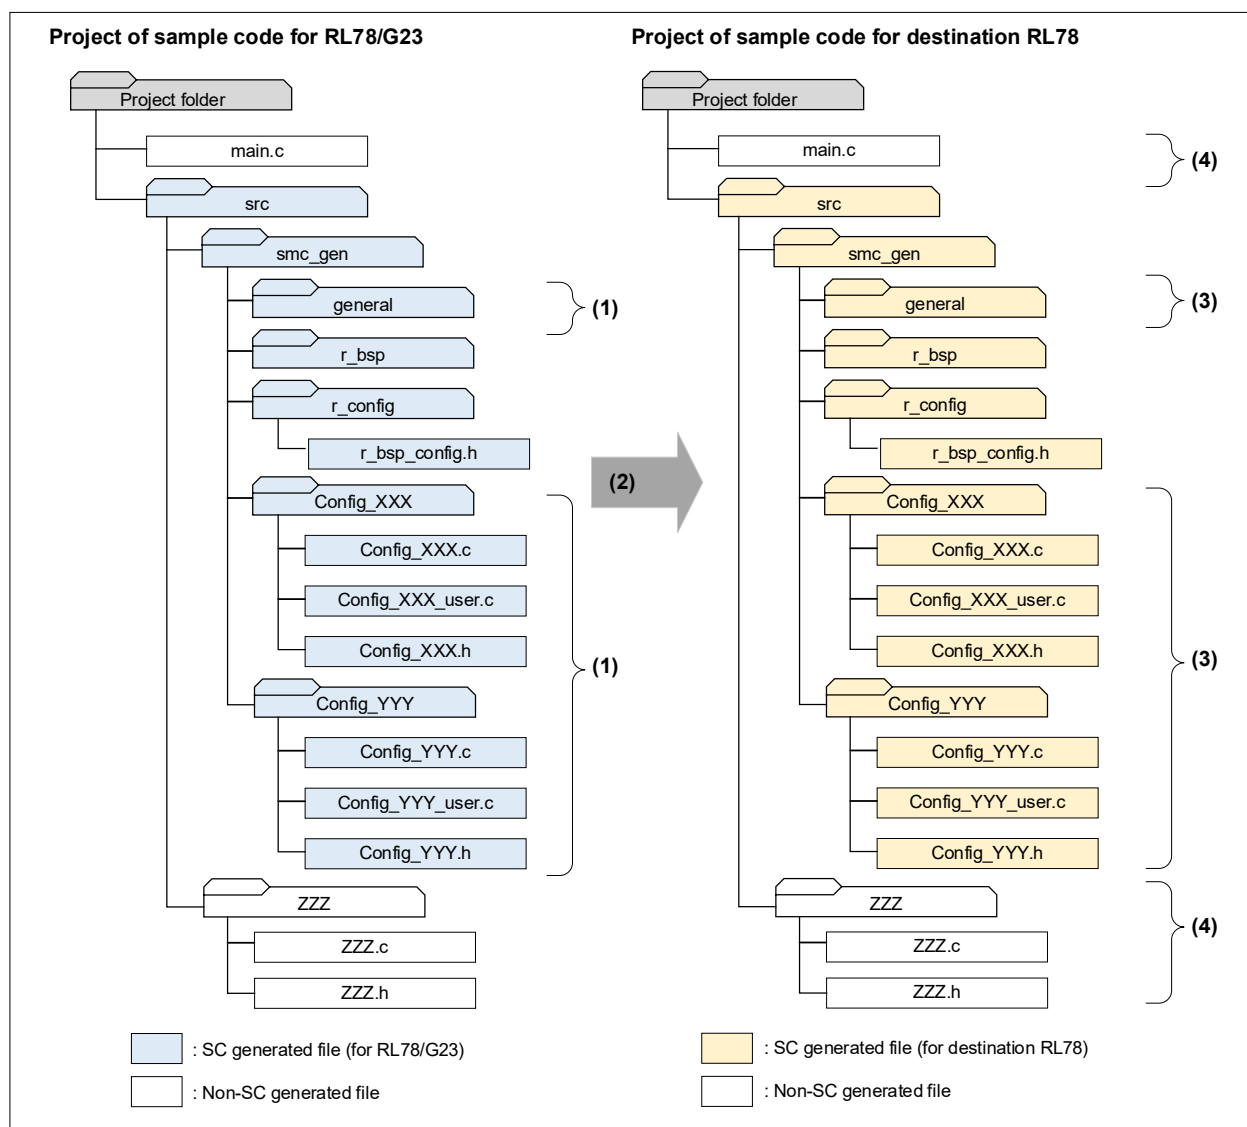 Project of sample code for RL78/G23
Project folder
main.c
src
smc_gen
general
(1)
r_bsp
r_config
r_bsp_config.h
Config_XXX
Config_XXX.c
Config_XXX_user.c
Config_XXX.h
(1)
Config_YYY
Config_YYY.c
Config_YYY_user.c
Config_YYY.h
ZZZ
ZZZ.c
ZZZ.h
: SC generated file (for RL78/G23)
: Non-SC generated file
(2)
Project of sample code for destination RL78
Project folder
main.c
(4)
src
smc_gen
general
(3)
r_bsp
r_config
r_bsp_config.h
Config_XXX
Config_XXX.c
Config_XXX_user.c
Config_XXX.h
(3)
Config_YYY
Config_YYY.c
Config_YYY_user.c
Config_YYY.h
ZZZ
(4)
ZZZ.c
ZZZ.h
: SC generated file (for destination RL78)
: Non-SC generated file